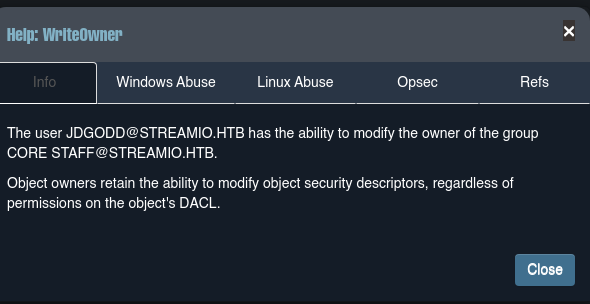 Help: WriteOwner
×
Info Windows Abuse Linux Abuse Opsec Refs
The user JDGODD@STREAMIO.HTB has the ability to modify the owner of the group
CORE STAFF@STREAMIO.HTB.
Object owners retain the ability to modify object security descriptors, regardless of
permissions on the object's DACL.
Close